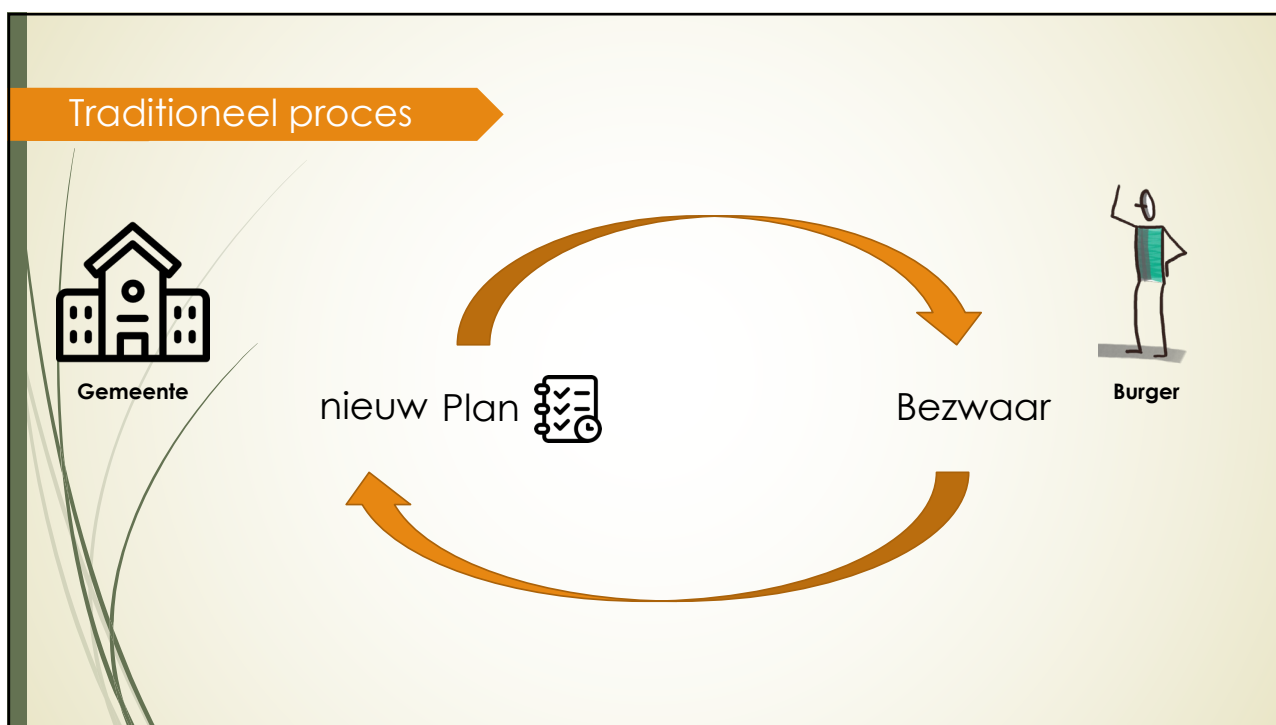 Traditioneel proces
Gemeente
nieuw Plan
Bezwaar
Burger